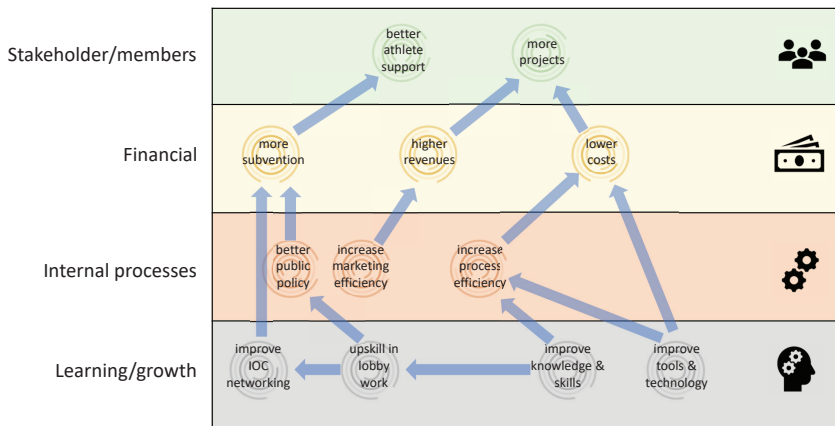 Stakeholder/members
better
athlete
support
more
projects
Financial
more
subvention
higher
revenues
lower
costs
Internal processes
better
public
policy
increase
marketing
efficiency
increase
process
efficiency
Learning/growth
improve
IOC
networking
upskill in
lobby
work
improve
knowledge &
skills
improve
tools &
technology